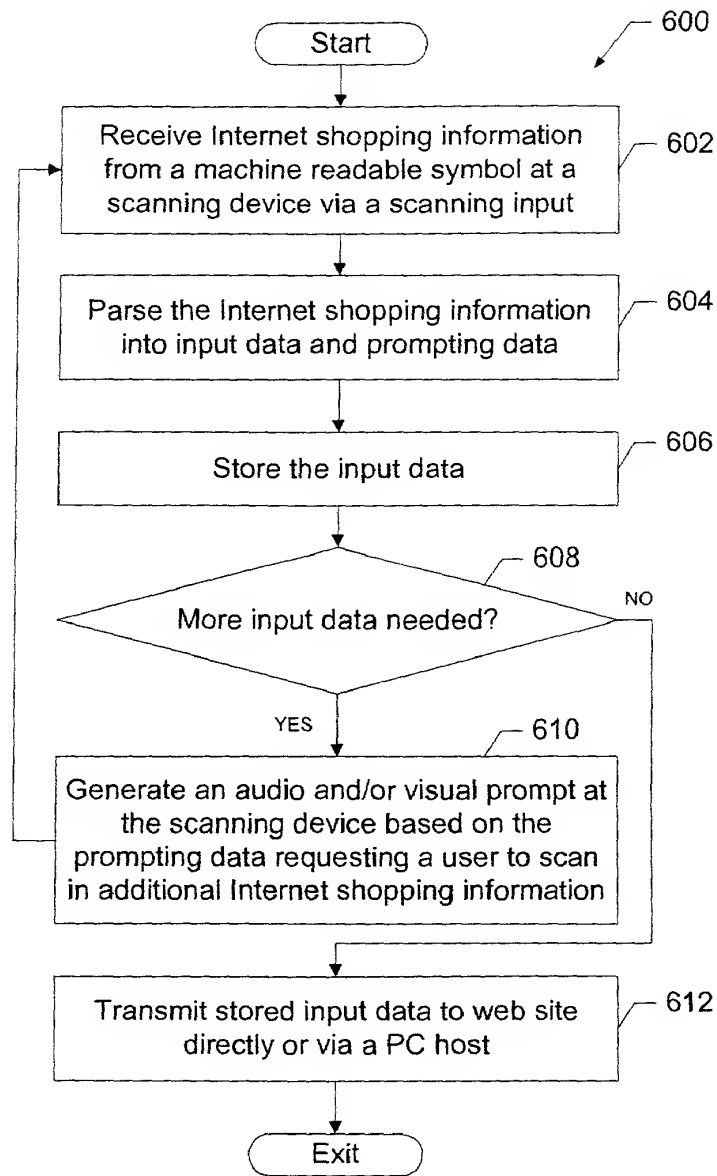 Start
600
Receive Internet shopping information
from a machine readable symbol at a
scanning device via a scanning input
602
Parse the Internet shopping information
into input data and prompting data
604
Store the input data
606
608
More input data needed?
NO
YES
610
Generate an audio and/or visual prompt at
the scanning device based on the
prompting data requesting a user to scan
in additional Internet shopping information
Transmit stored input data to web site
directly or via a PC host
612
Exit